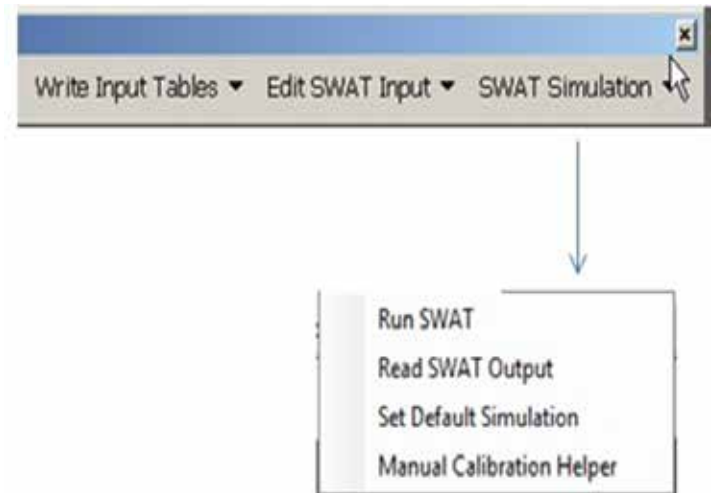 Write Input Tables Edit SWAT Input SWAT Simulation
Run SWAT
Read SWAT Output
Set Default Simulation
Manual Calibration Helper